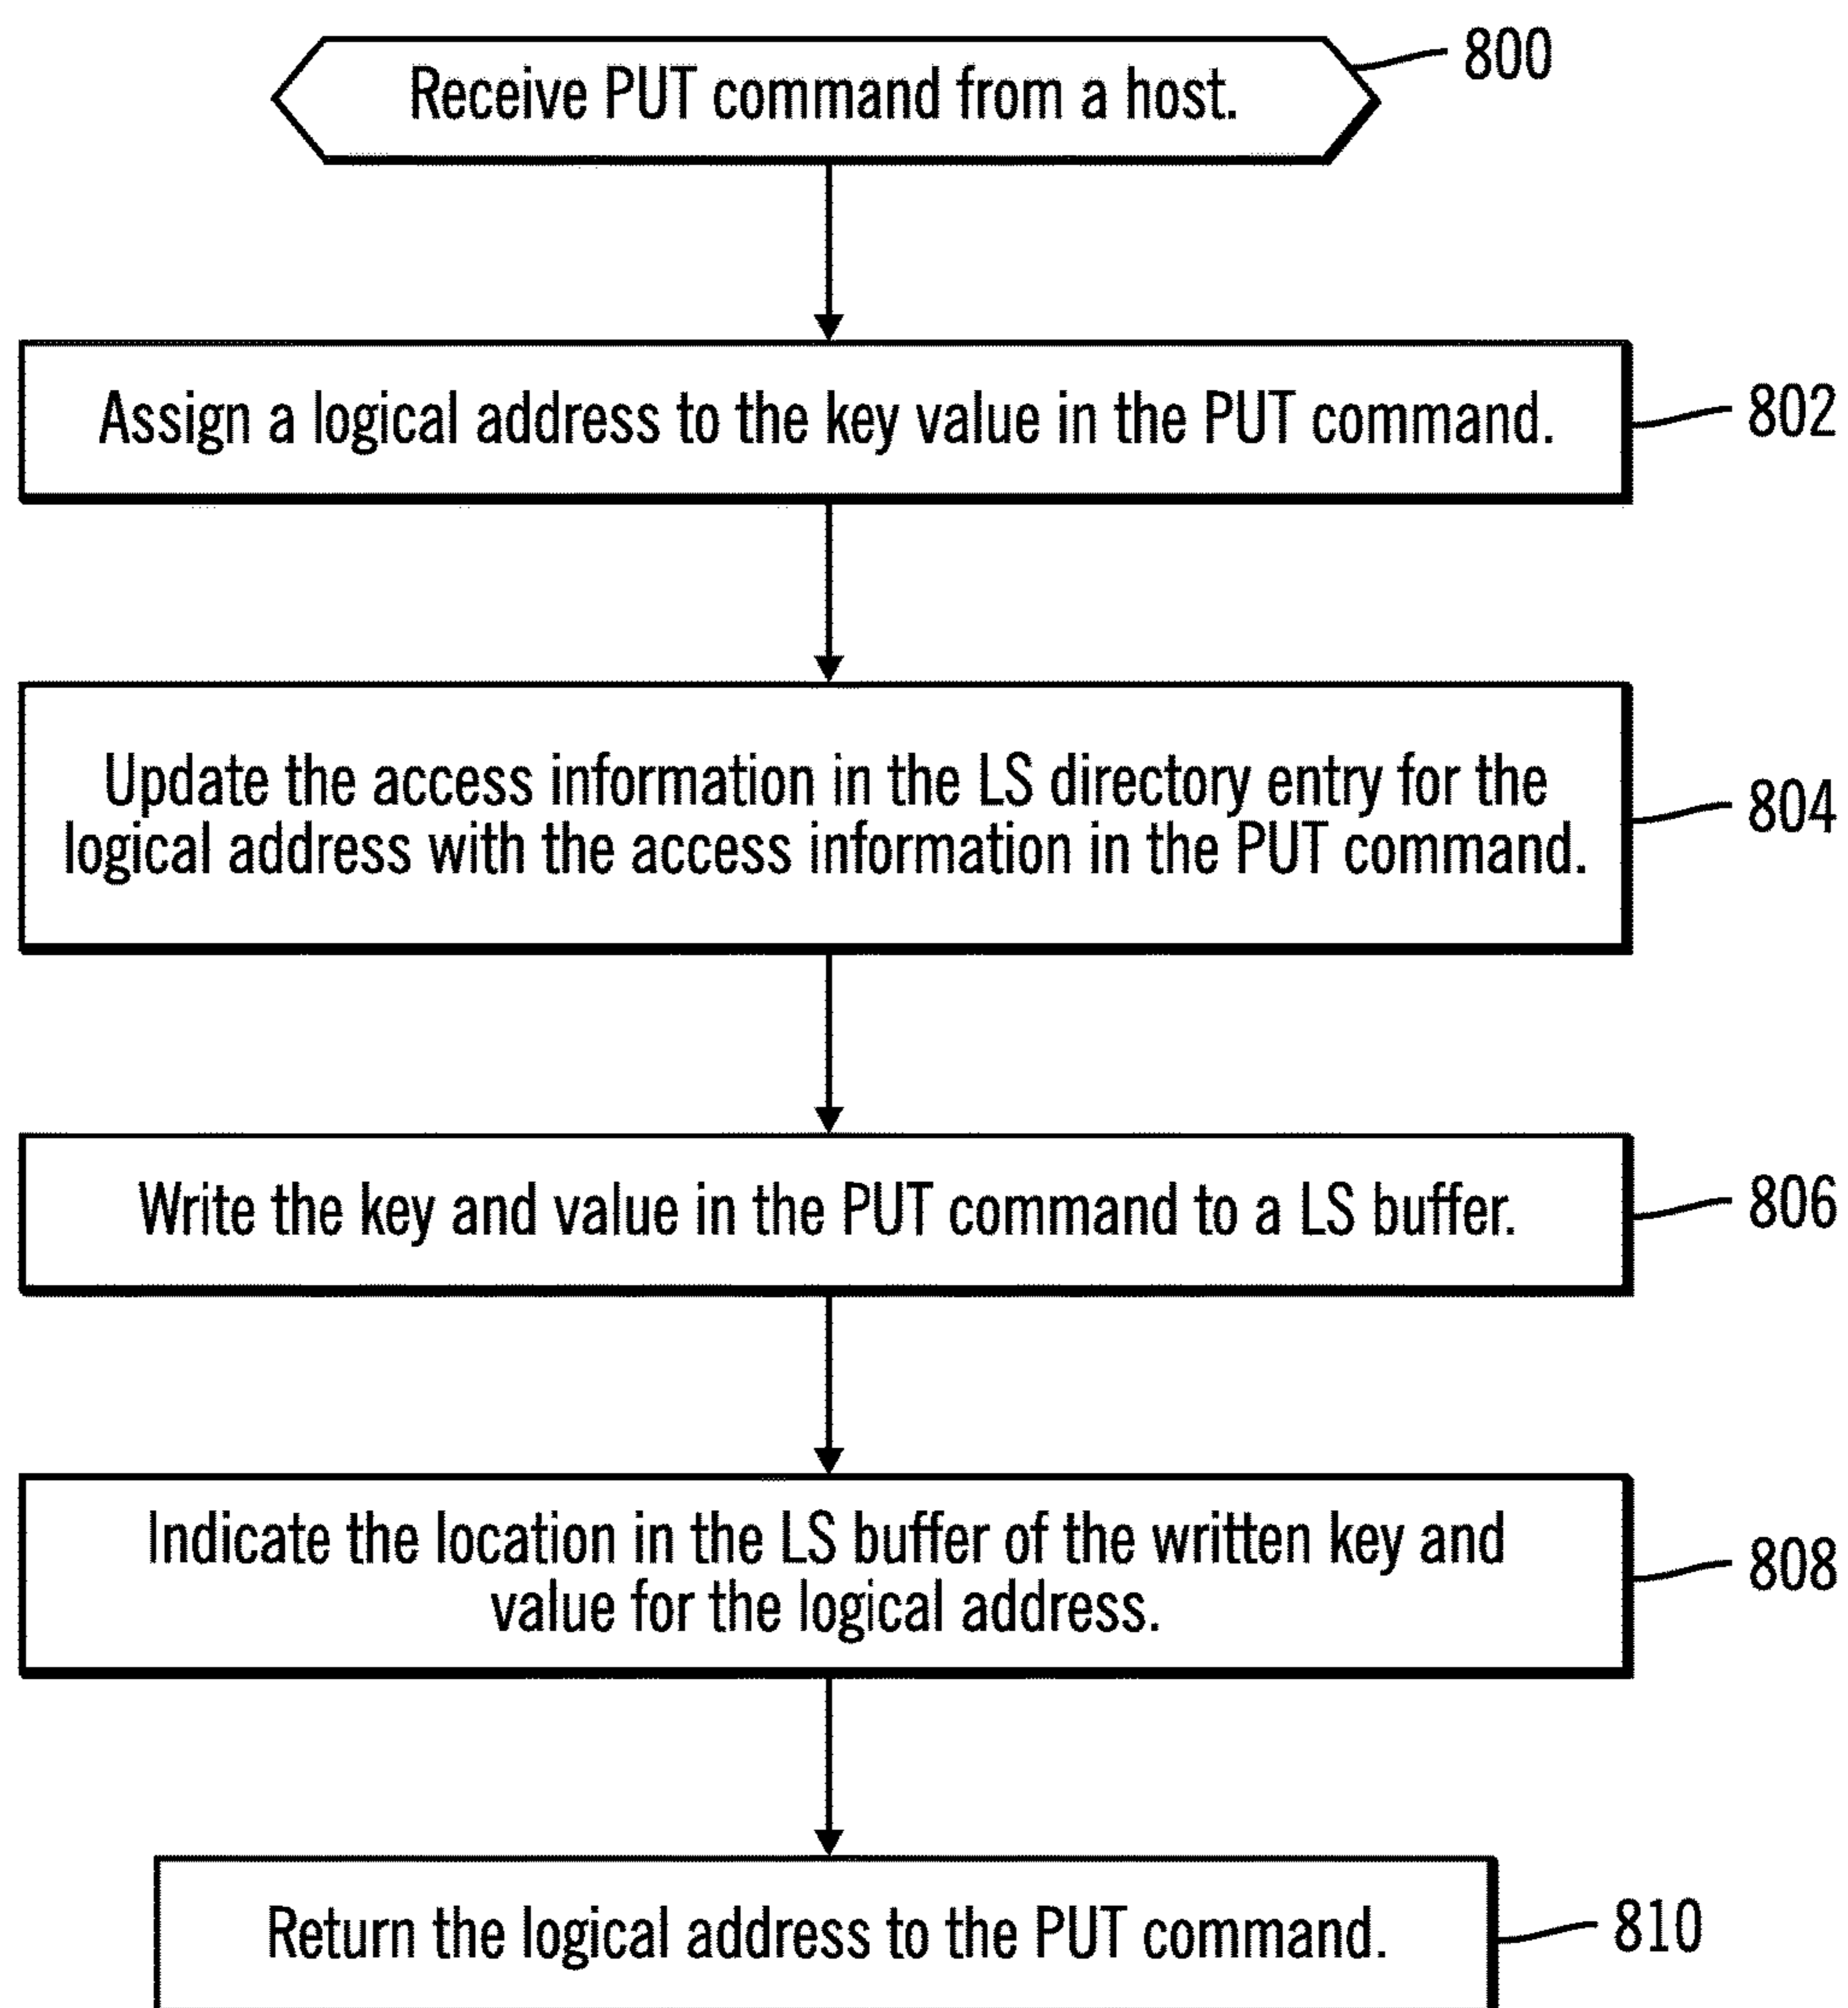 Receive PUT command from a host.
800
Assign a logical address to the key value in the PUT command.
802
Update the access information in the LS directory entry for the
logical address with the access information in the PUT command.
804
Write the key and value in the PUT command to a LS buffer.
806
Indicate the location in the LS buffer of the written key and
value for the logical address.
808
Return the logical address to the PUT command.
810